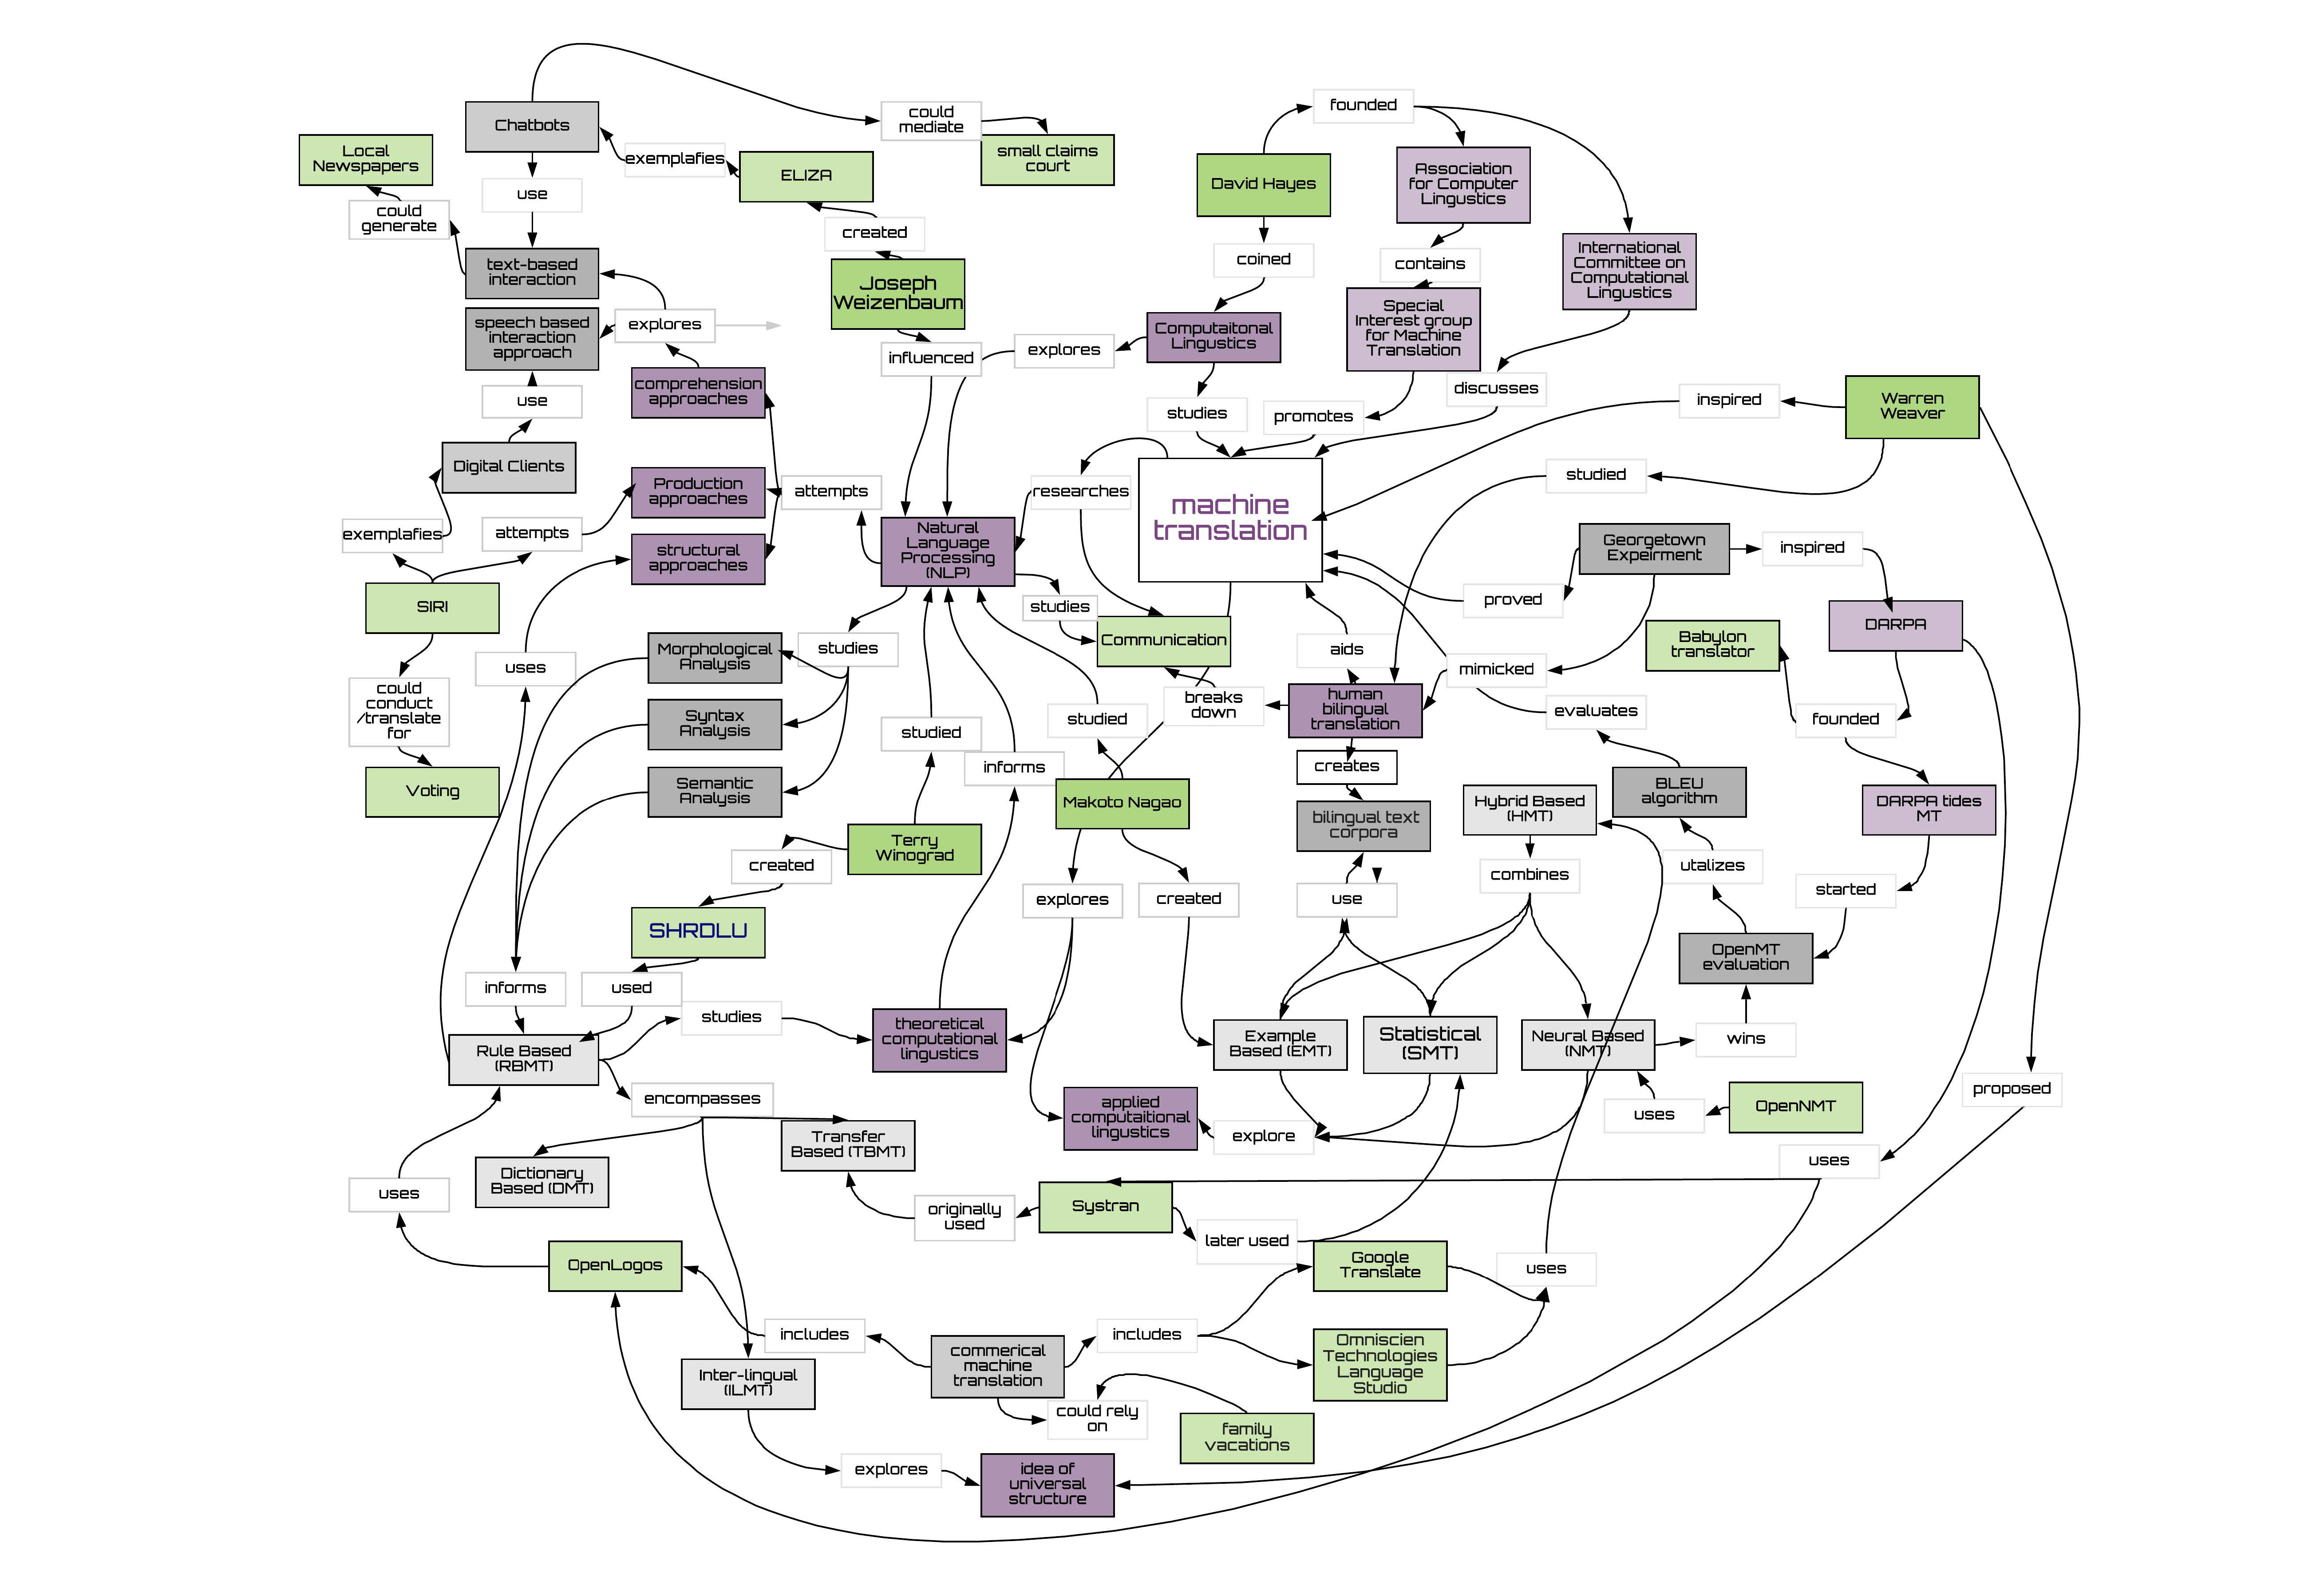 founded
could
mediate
Chatbots
Local
Newspapers
exemplafies
small claims
court
ELIZA
Association
for Computer
Lingustics
David Hayes
use
could
generate
created
International
Committee on
Computational
Lingustics
coined
contains
text-based
interaction
Joseph
Weizenbaum
Special
Interest group
for Machine
Translation
speech based
interaction
approach
explores
Computaitonal
Lingustics
influenced
explores
comprehension
approaches
discusses
use
studies
promotes
inspired
Warren
Weaver
Digital Clients
Production
approaches
attempts
researches
machine
translation
studied
exemplafies
attempts
structural
approaches
Natural
Language
Processing
(NLP)
Georgetown
Expeirment
inspired
SIRI
studies
proved
DARPA
Communication
Babylon
translator
uses
Morphological
Analysis
studies
aids
mimicked
could
conduct
/translate
for
Syntax
Analysis
studied
studied
breaks
down
human
bilingual
translation
evaluates
founded
Voting
Semantic
Analysis
informs
creates
Makoto Nagao
bilingual text
corpora
Hybrid Based
(HMT)
BLEU
algorithm
DARPA tides
MT
created
Terry
Winograd
combines
utalizes
explores
created
use
started
SHRDLU
OpenMT
evaluation
informs
used
studies
theoretical
computational
lingustics
Example
Based (EMT)
Statistical
(SMT)
Neural Based
(NMT)
wins
Rule Based
(RBMT)
encompasses
proposed
applied
computaitional
lingustics
explore
uses
OpenNMT
Transfer
Based (TBMT)
Dictionary
Based (DMT)
uses
uses
originally
used
Systran
later used
OpenLogos
Google
Translate
uses
includes
includes
commerical
machine
translation
Omniscien
Technologies
Language
Studio
Inter-lingual
(ILMT)
could rely
on
family
vacations
explores
idea of
universal
structure